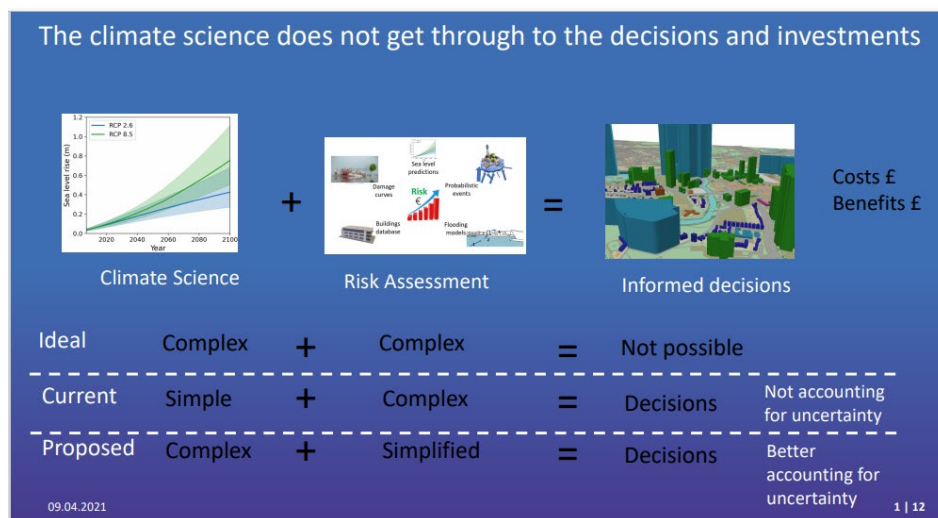 The climate science does not get through to the decisions and investments
1.2
1.0
0.8
0.6
0.4
0.2
0.0
Sea level rise (m)
RCP 2.6
RCP 8.5
2020 2040 2060 2080 2100
Year
Climate Science
+
Sea level
predictions
Damage
curves
Risk
€
Probabilistic
events
Buildings
database
Flooding
models
Risk Assessment
=
Informed decisions
Costs £
Benefits £
Ideal Complex + Complex = Not possible
Current Simple + Complex = Decisions Not accounting
for uncertainty
Proposed Complex + Simplified = Decisions Better
accounting for
uncertainty
09.04.2021
1 | 12